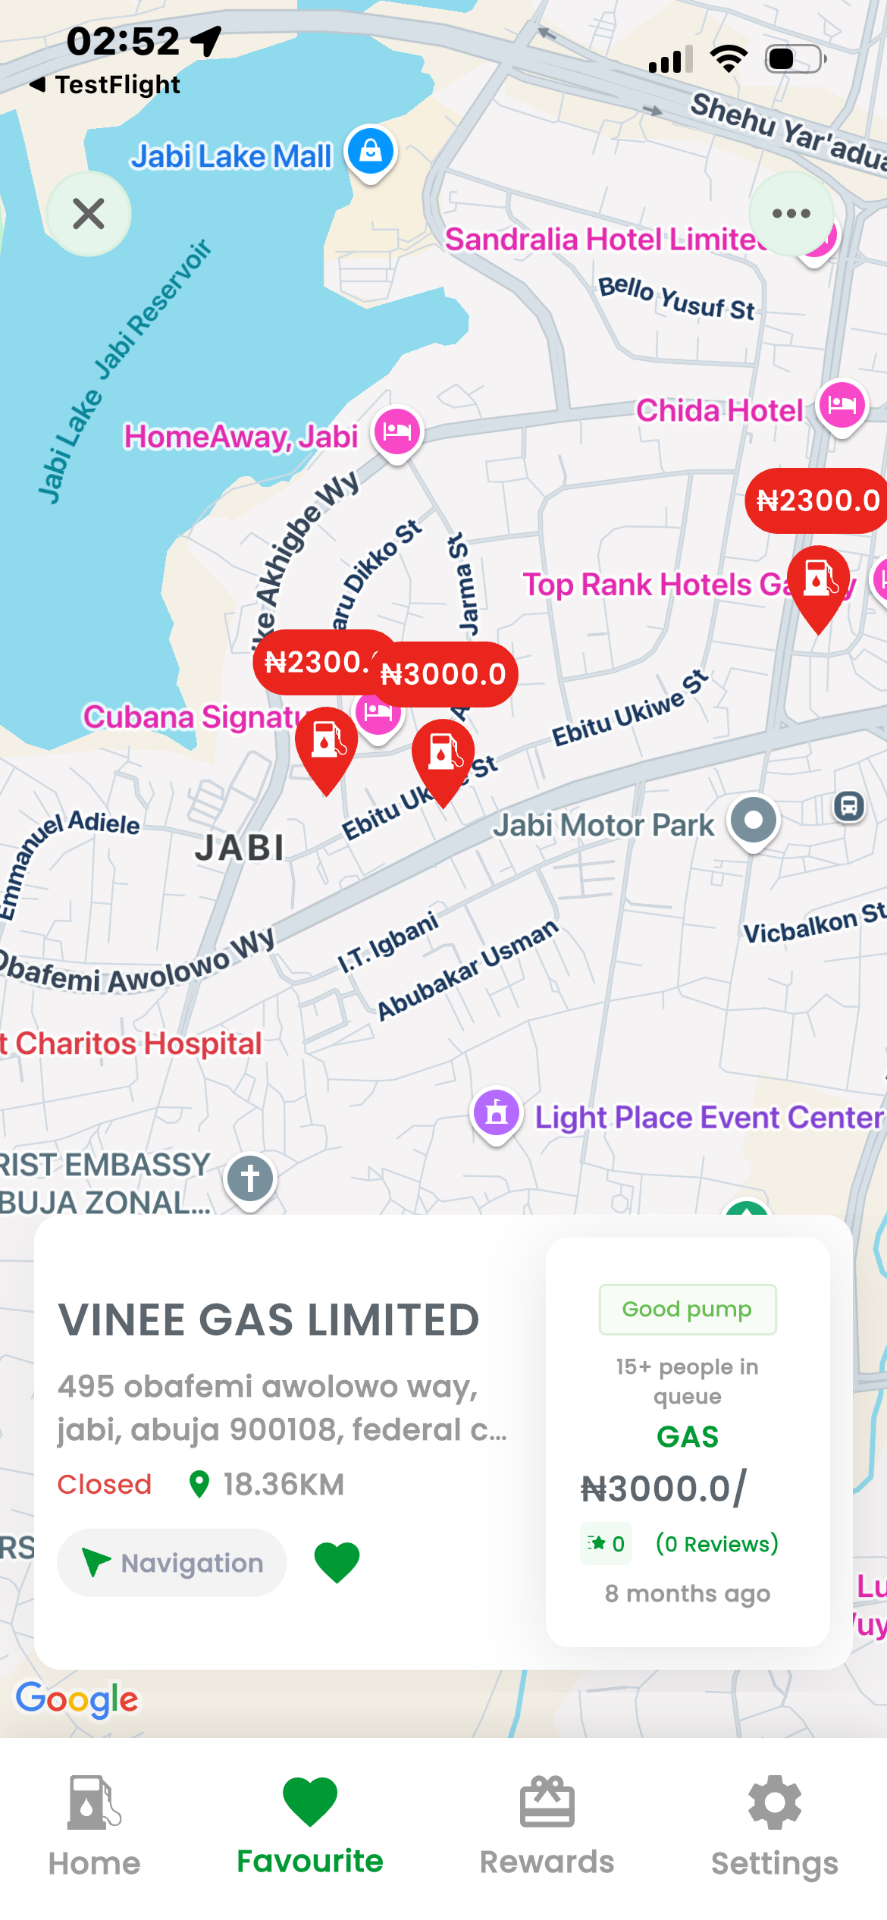 02:52
TestFlight
Shehu Yar'adua
Jabi Lake Mall
Sandralia Hotel Limited
Jabi Lake Jabi Reservoir
Bello Yusuf St
Chida Hotel
HomeAway, Jabi
₦2300.0
ike Akhigbe Wy
aru Dikko St
Jarma St
Top Rank Hotels Ga
y
₦2300.
₦3000.0
Cubana Signatu
Ebitu Ukiwe St
Ebitu Uk
St
Emmanuel Adiele
JABI
Jabi Motor Park
Obafemi Awolowo Wy
I.T. Igbani
Abubakar Usman
Vicbalkon St
t Charitos Hospital
Light Place Event Center
RIST EMBASSY
BUJA ZONAL...
VINEE GAS LIMITED
495 obafemi awolowo way,
jabi, abuja 900108, federal c...
Closed
18.36KM
Navigation
Good pump
15+ people in
queue
GAS
₦3000.0/
0
(0 Reviews)
8 months ago
RS
Lu
uy
Google
Home
Favourite
Rewards
Settings